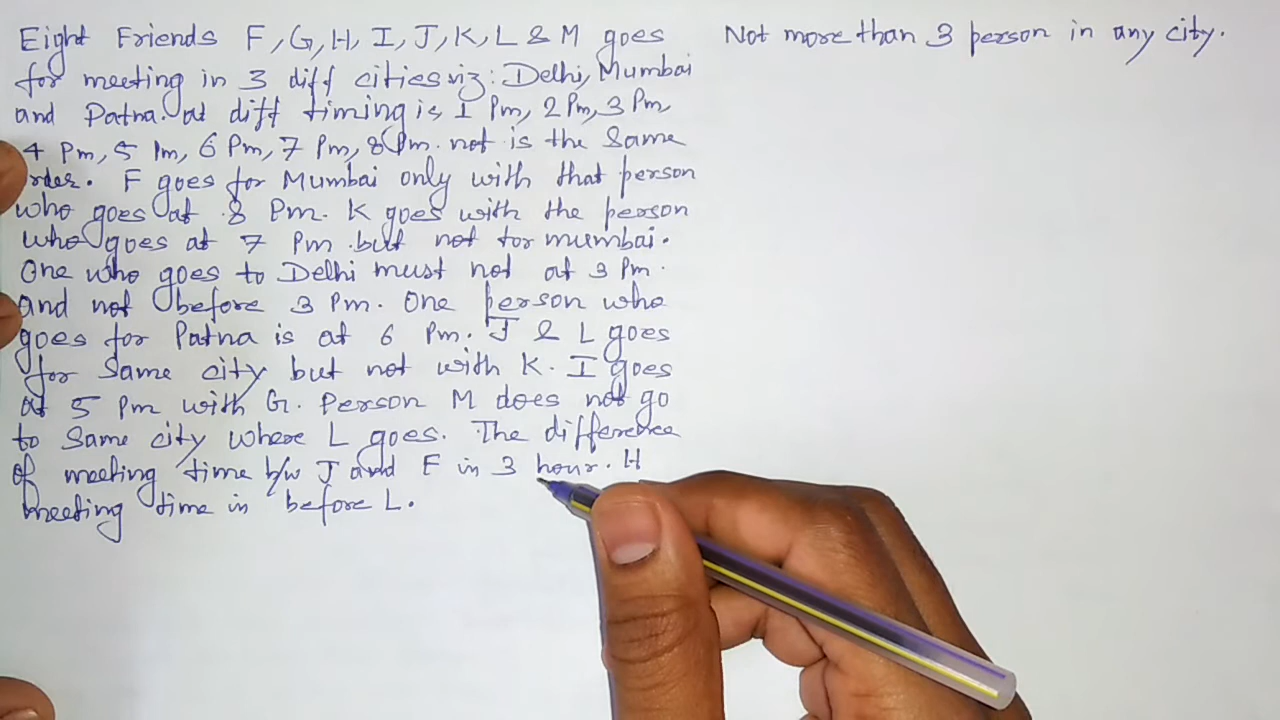 Eight Friends F, G, H, I, J, K, L & M goes
for meeting in 3 diff cities viz: Delhi, Mumbai
and Patna. at diff timing is, 1 Pm, 2 Pm, 3 Pm,
4 Pm, 5 Pm, 6 Pm, 7 Pm, 8 Pm. not is the same
order. F goes for Mumbai only with that person
who goes at 8 Pm. K goes with the person
who goes at 7 Pm but not for mumbai.
One who goes to Delhi must not at 3 Pm.
and not before 3 Pm. One person who
goes for Patna is at 6 Pm. J & L goes
for same city but not with K. I goes
at 5 Pm with G. Person M does not go
to Same city where L goes. The difference
of meeting time b/w J and F in 3 hour. H
meeting time in before L.
Not more than 3 person in any city.